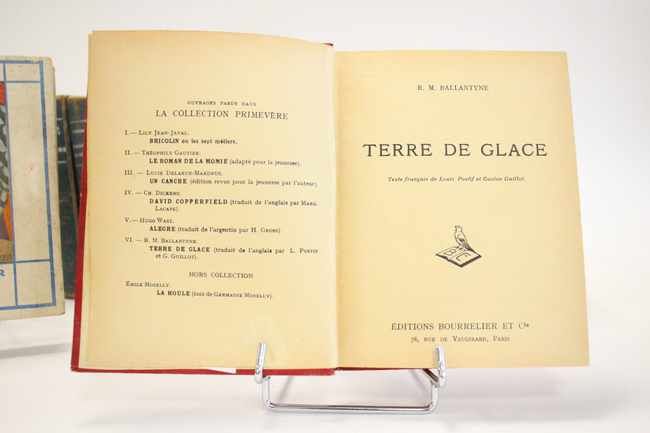 OUVRAGES PARUS DANS
LA COLLECTION PRIMEVÈRE
I. — Lily Jean-Javal.
BRICOLIN ou les sept métiers.
II. — Théophile Gautier.
LE ROMAN DE LA MOMIE (adapté pour la jeunesse).
III. — Lucie Delarue-Mardrus.
UN CANCRE (édition revue pour la jeunesse par l'auteur).
IV. — Ch. Dickens.
DAVID COPPERFIELD (traduit de l'anglais par Marg.
V. — Hugo Wast.
ALEGRE (traduit de l'argentin par H.
VI. — R. M. Ballantyne.
TERRE DE GLACE (traduit de l'anglais par L. Postif
et G. Guillot).
HORS COLLECTION
Émile Moselly.
LA HOULE (bois de Germaine Moselly).
R. M. BALLANTYNE
TERRE DE GLACE
Texte français de Louis Postif et Gaston Guillot.
ÉDITIONS BOURRELIER ET Cie
76, RUE DE VAUGIRARD, PARIS